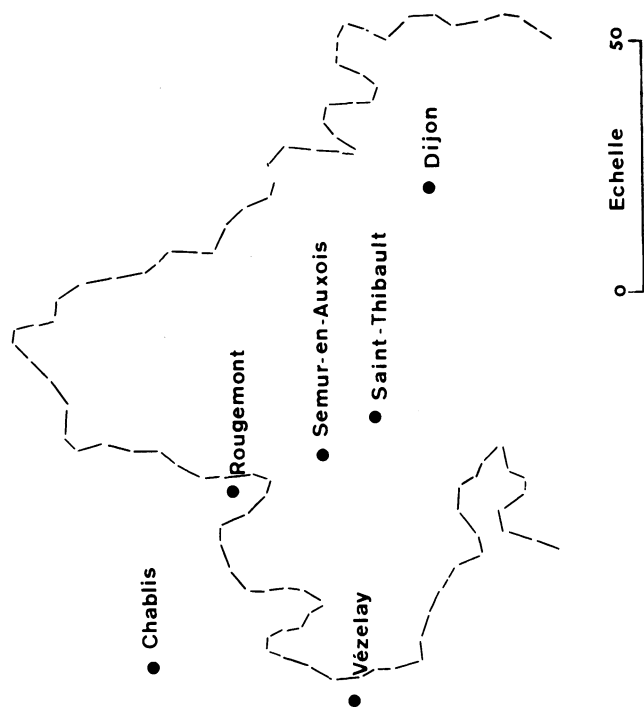 Chablis
Rougemont
Semur-en-Auxois
Vézelay
Saint-Thibault
Dijon
Echelle
0 50